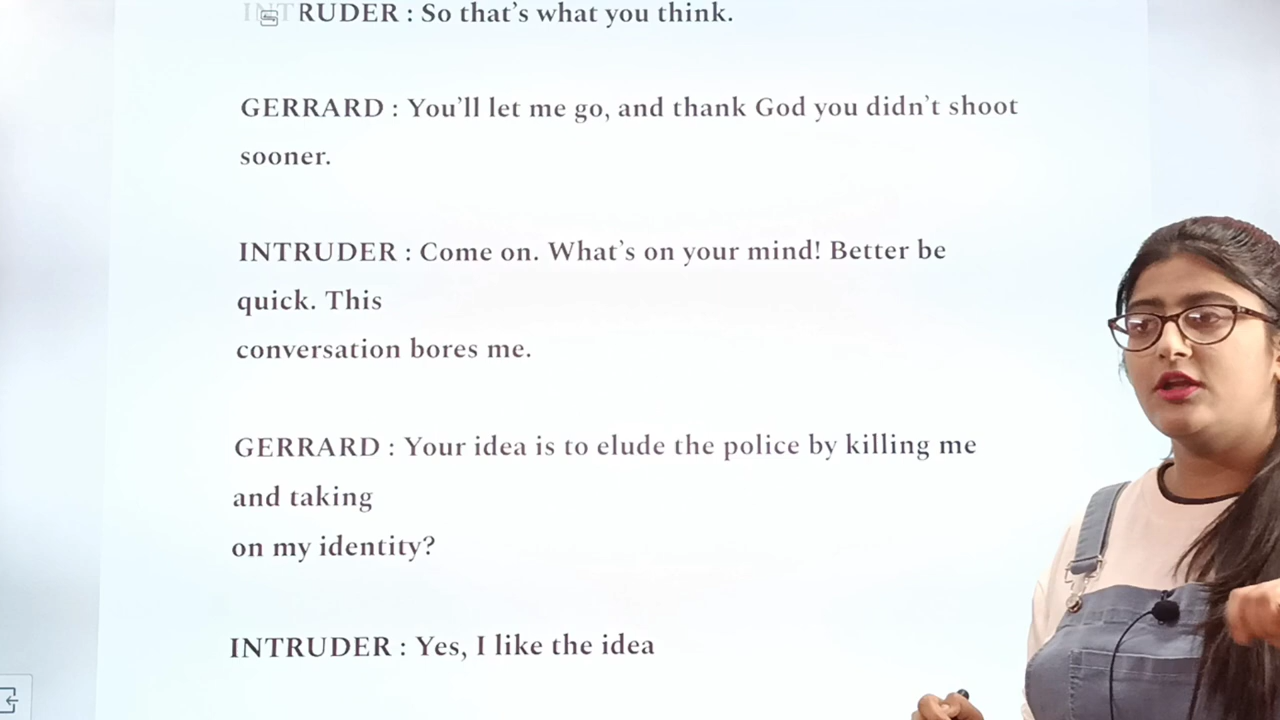 INTRUDER : So that's what you think.
GERRARD : You'll let me go, and thank God you didn't shoot
sooner.
INTRUDER : Come on. What's on your mind! Better be
quick. This
conversation bores me.
GERRARD : Your idea is to elude the police by killing me
and taking
on my identity?
INTRUDER : Yes, I like the idea